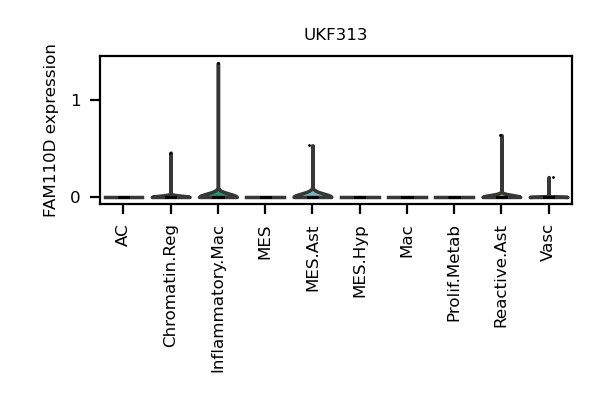 UKF313
FAM110D expression
1
0
AC
Chromatin.Reg
Inflammatory.Mac
MES
MES.Ast
MES.Hyp
Mac
Prolif.Metab
Reactive.Ast
Vasc